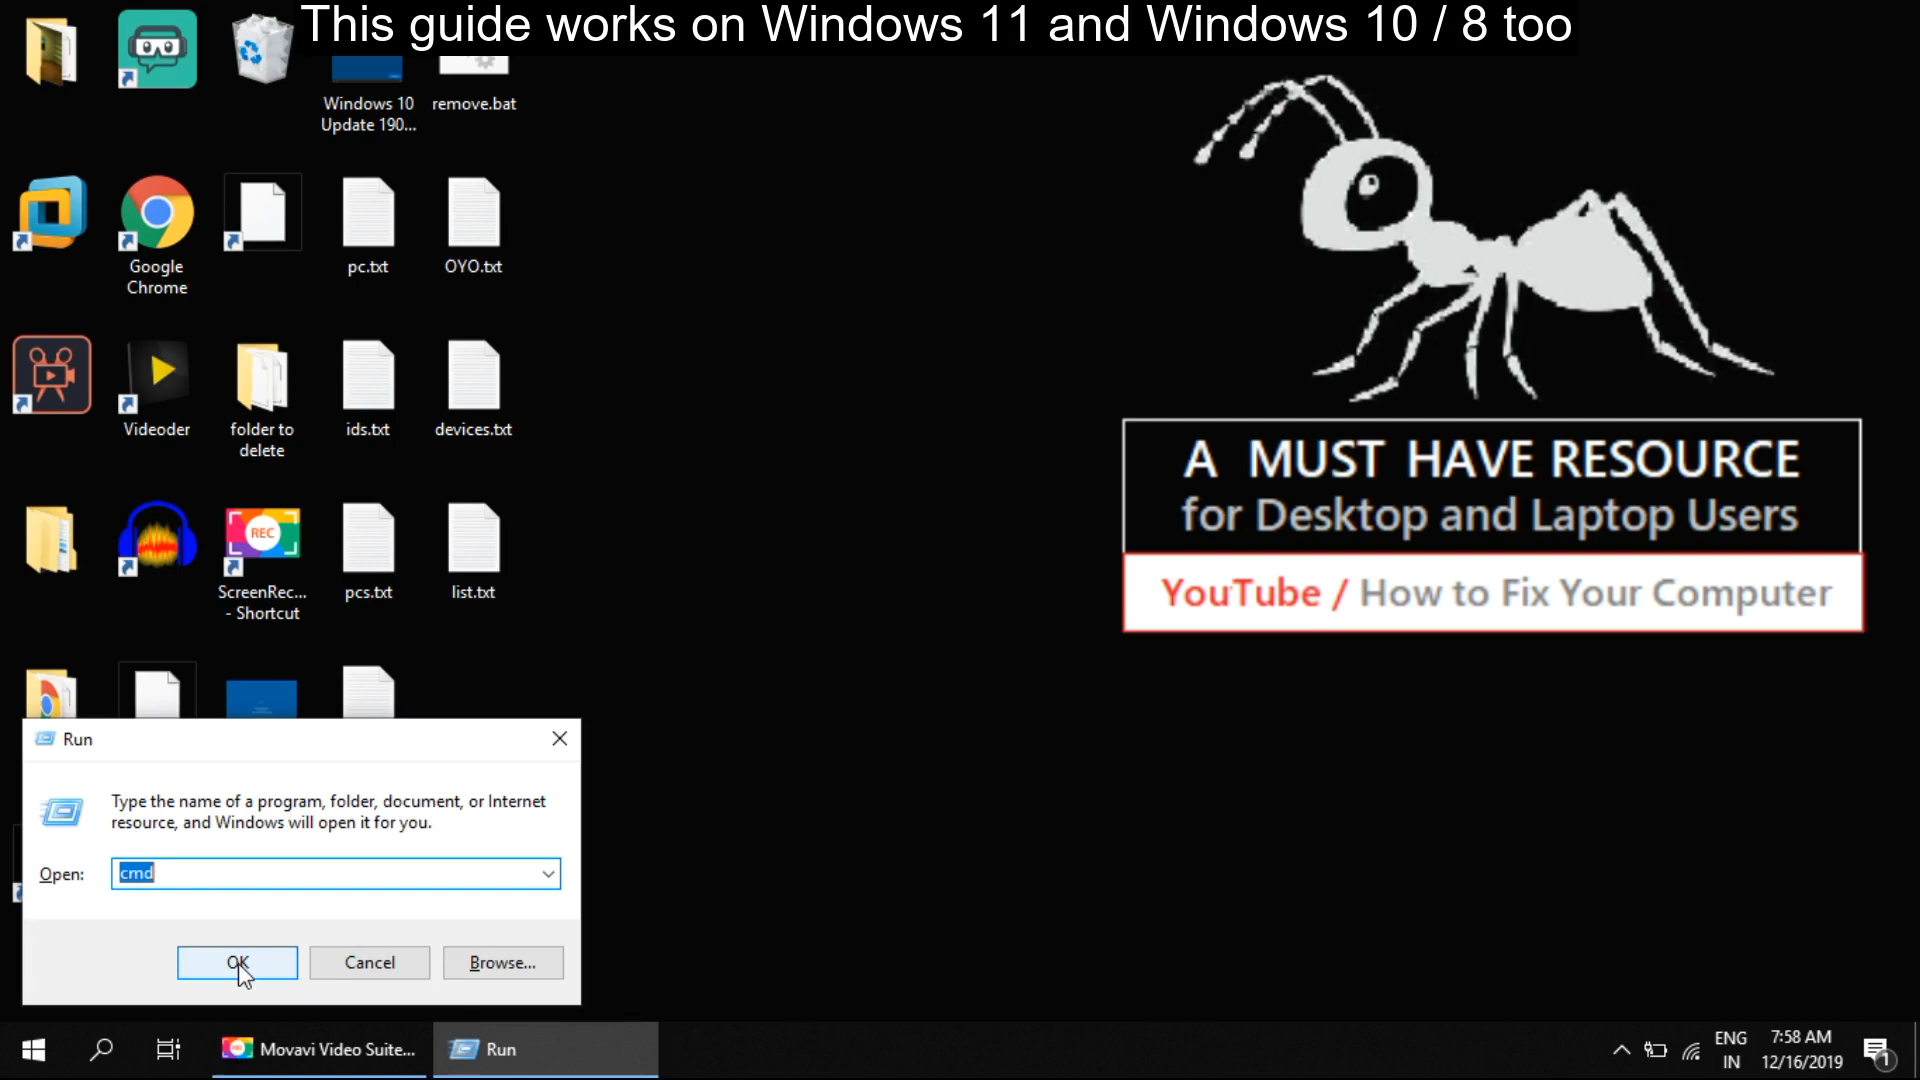 This guide works on Windows 11 and Windows 10 / 8 too
Windows 10
Update 190...
remove.bat
Google
Chrome
pc.txt
OYO.txt
Videoder
folder to
delete
ids.txt
devices.txt
REC
ScreenRec...
- Shortcut
pcs.txt
list.txt
A MUST HAVE RESOURCE
for Desktop and Laptop Users
YouTube / How to Fix Your Computer
Run
Type the name of a program, folder, document, or Internet
resource, and Windows will open it for you.
Open:
cmd
OK
Cancel
Browse...
Movavi Video Suite...
Run
ENG
IN
7:58 AM
12/16/2019
1